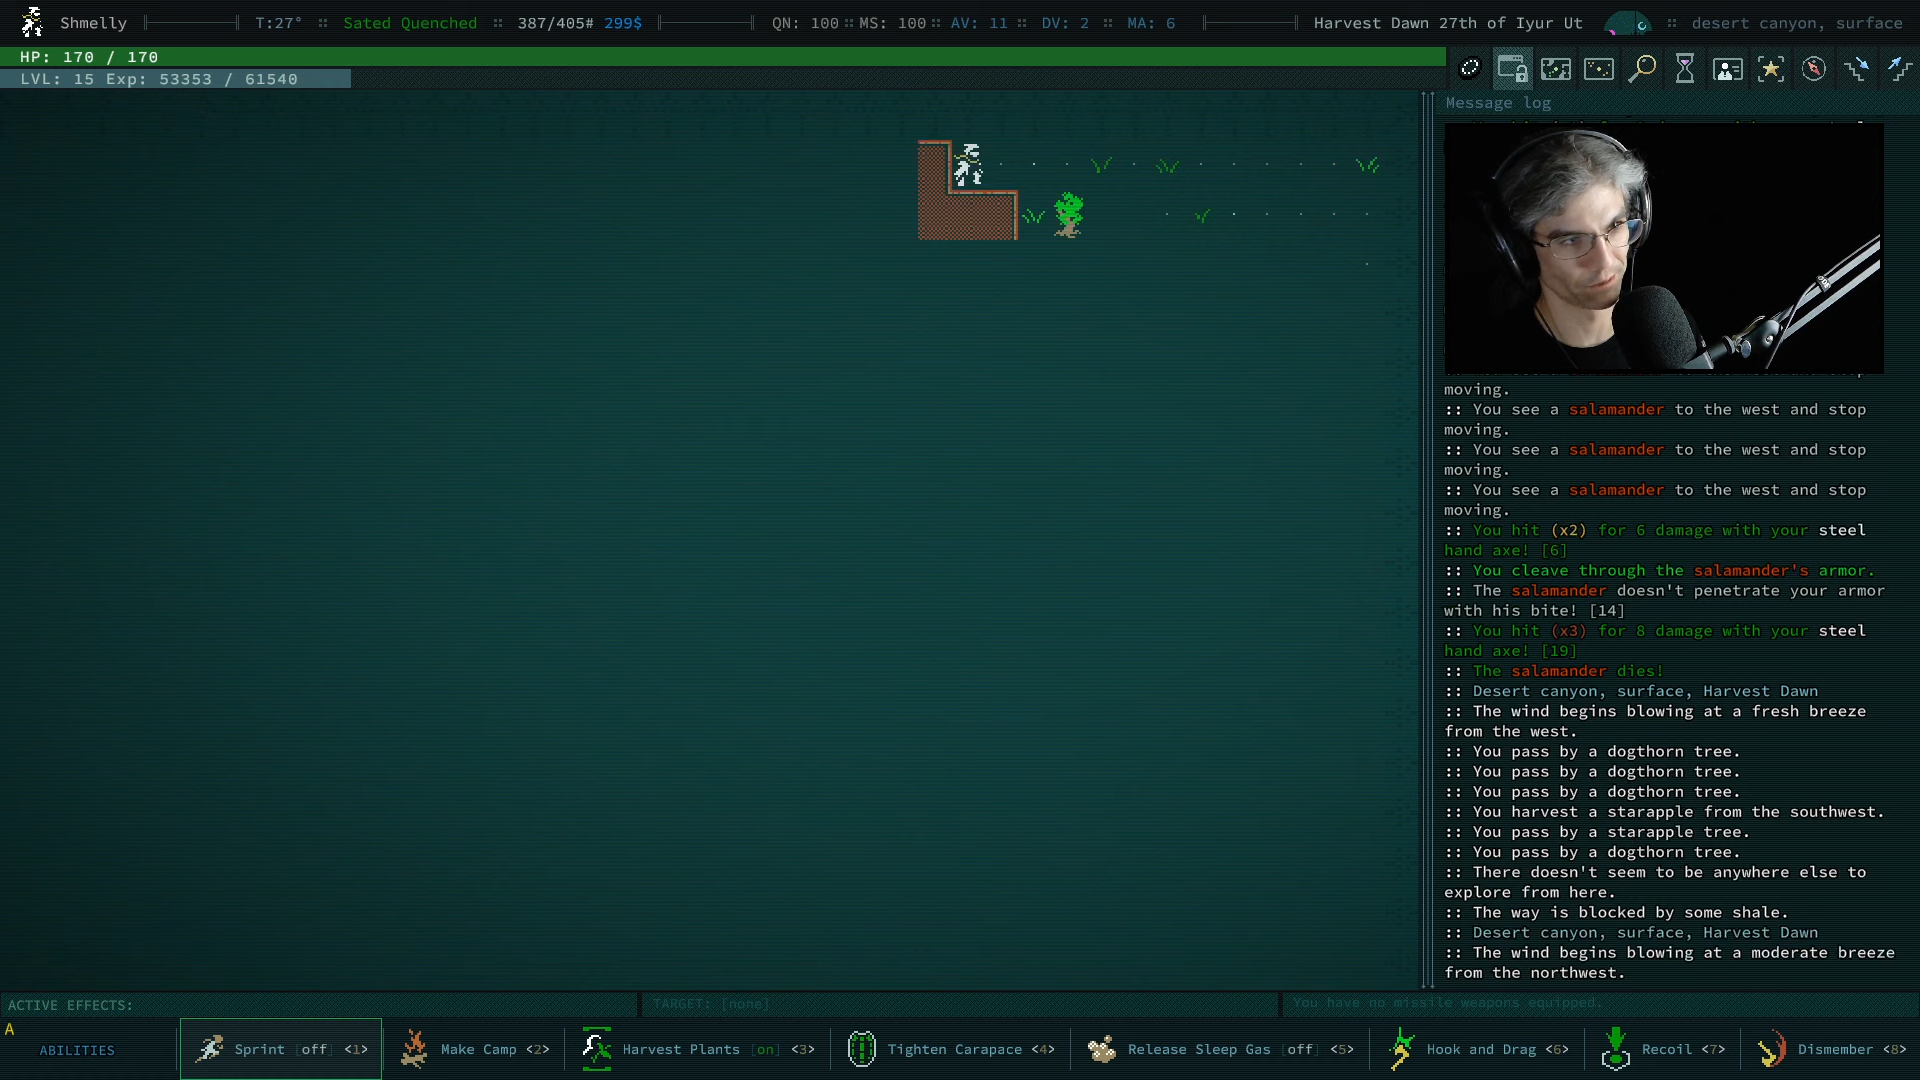 Shmelly T:27° :: Sated Quenched :: 387/405# 299$ QN: 100 :: MS: 100 :: AV: 11 :: DV: 2 :: MA: 6 Harvest Dawn 27th of Iyur Ut :: desert canyon, surface
HP: 170 / 170
LVL: 15 Exp: 53353 / 61540
Message log
moving.
:: You see a salamander to the west and stop
moving.
:: You see a salamander to the west and stop
moving.
:: You see a salamander to the west and stop
moving.
:: You hit (x2) for 6 damage with your steel
hand axe! [6]
:: You cleave through the salamander's armor.
:: The salamander doesn't penetrate your armor
with his bite! [14]
:: You hit (x3) for 8 damage with your steel
hand axe! [19]
:: The salamander dies!
:: Desert canyon, surface, Harvest Dawn
:: The wind begins blowing at a fresh breeze
from the west.
:: You pass by a dogthorn tree.
:: You pass by a dogthorn tree.
:: You pass by a dogthorn tree.
:: You harvest a starapple from the southwest.
:: You pass by a starapple tree.
:: You pass by a dogthorn tree.
:: There doesn't seem to be anywhere else to
explore from here.
:: The way is blocked by some shale.
:: Desert canyon, surface, Harvest Dawn
:: The wind begins blowing at a moderate breeze
from the northwest.
ACTIVE EFFECTS: TARGET: [none] You have no missile weapons equipped.
A
ABILITIES Sprint [off] <1> Make Camp <2> Harvest Plants [on] <3> Tighten Carapace <4> Release Sleep Gas [off] <5> Hook and Drag <6> Recoil <7> Dismember <8>